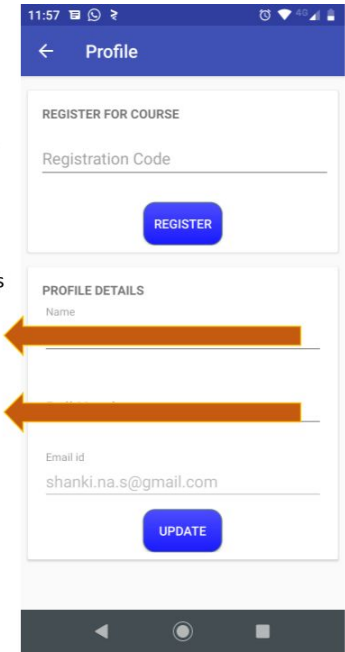 11:57
4G
Profile
REGISTER FOR COURSE
Registration Code
REGISTER
s
PROFILE DETAILS
Name
Email id
shanki.na.s@gmail.com
UPDATE